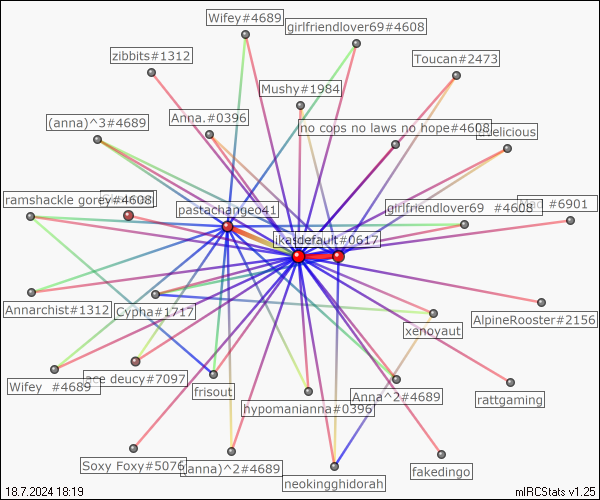 Wifey#4689
girlfriendlover69#4608
zibbits#1312
Toucan#2473
Mushy#1984
Anna.#0396
(anna)^3#4689
no cops no laws no hope#4608
elicious
ramshackle gorey#4608
pastachangeo41
girlfriendlover69 #4608
#6901
default#0617
Annarchist#1312
Cypha#1717
AlpineRooster#2156
xenoyaut
Wifey #4689
ace deucy#7097
frisout
Anna^2#4689
rattgaming
hypomanianna#0396
Soxy Foxy#5076
(anna)^2#4689
neokingghidorah
fakedingo
18.7.2024 18:19
mIRCStats v1.25